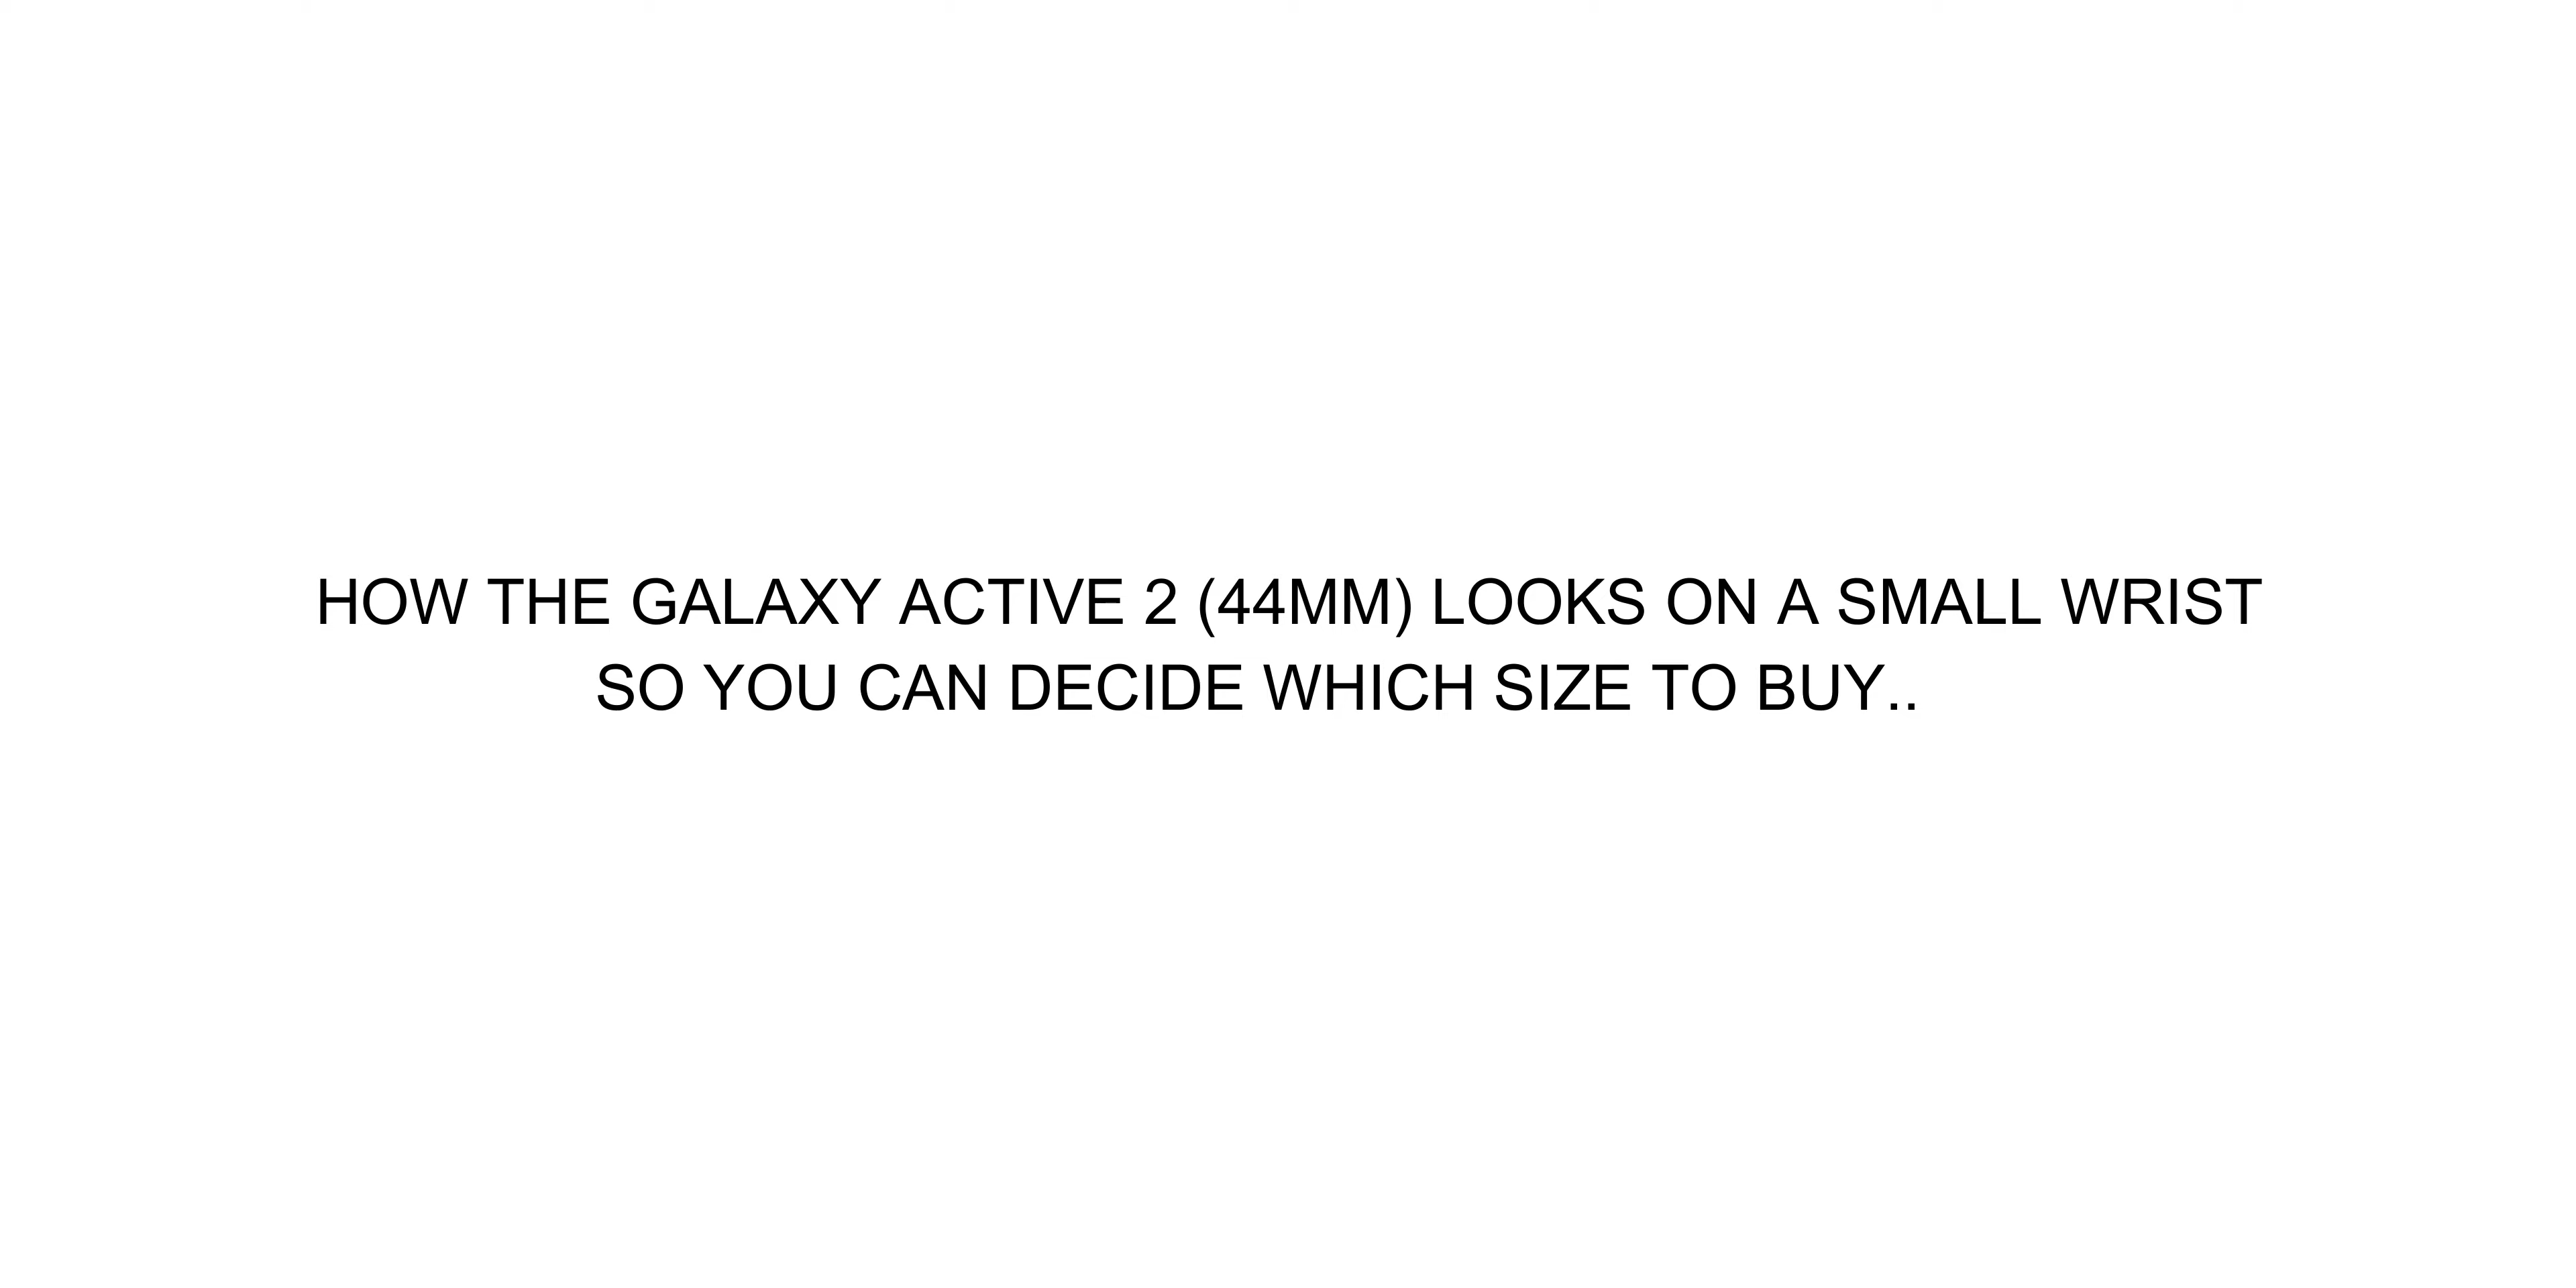 HOW THE GALAXY ACTIVE 2 (44MM) LOOKS ON A SMALL WRIST
SO YOU CAN DECIDE WHICH SIZE TO BUY..